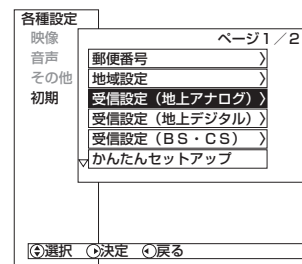 各種設定
映像
音声
その他
初期
ページ1／2
郵便番号
地域設定
受信設定（地上アナログ）
受信設定（地上デジタル）
受信設定（ＢＳ・ＣＳ）
かんたんセットアップ
選択 決定 戻る